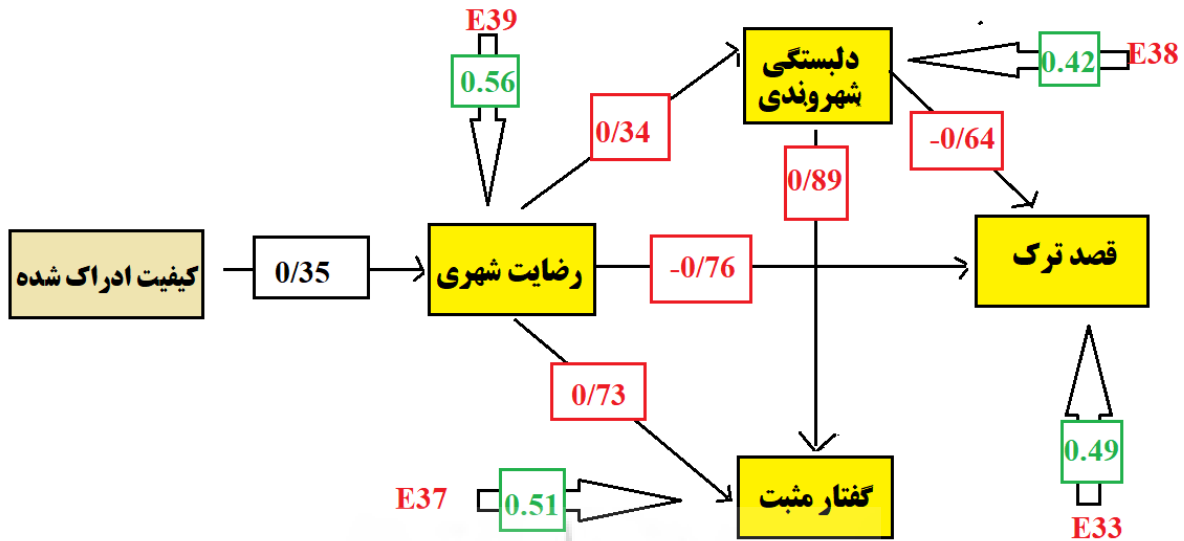 E39
0.56
دلبستگی
شهروندی
0.42
E38
0/34
-0/64
0/89
کیفیت ادراک شده
0/35
رضایت شهری
-0/76
قصد ترک
0/73
0.49
E37
0.51
گفتار مثبت
E33